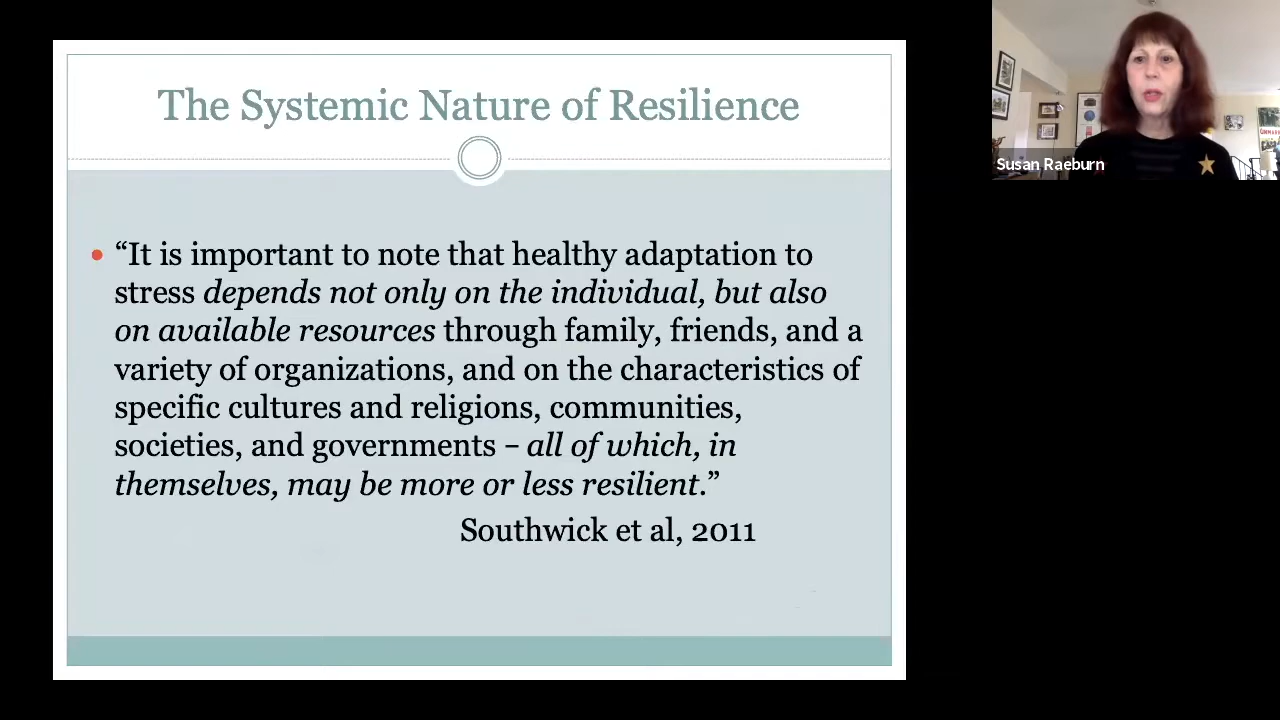 The Systemic Nature of Resilience
“It is important to note that healthy adaptation to
stress depends not only on the individual, but also
on available resources through family, friends, and a
variety of organizations, and on the characteristics of
specific cultures and religions, communities,
societies, and governments – all of which, in
themselves, may be more or less resilient.”
Southwick et al, 2011
Susan Raeburn